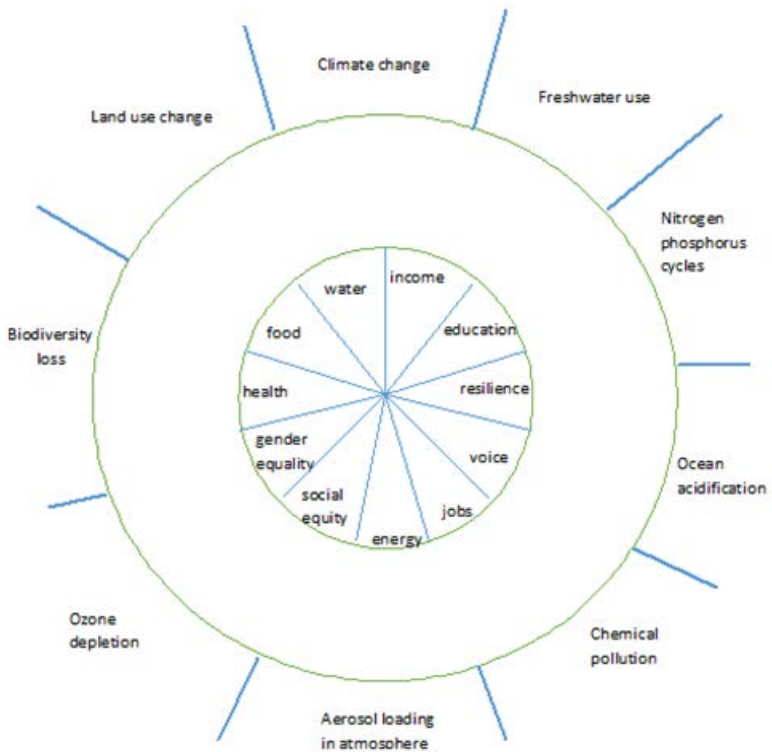 Climate change
Freshwater use
Nitrogen
phosphorus
cycles
Ocean
acidification
Chemical
pollution
Aerosol loading
in atmosphere
Ozone
depletion
Biodiversity
loss
Land use change
income
education
resilience
voice
jobs
energy
social
equity
gender
equality
health
food
water